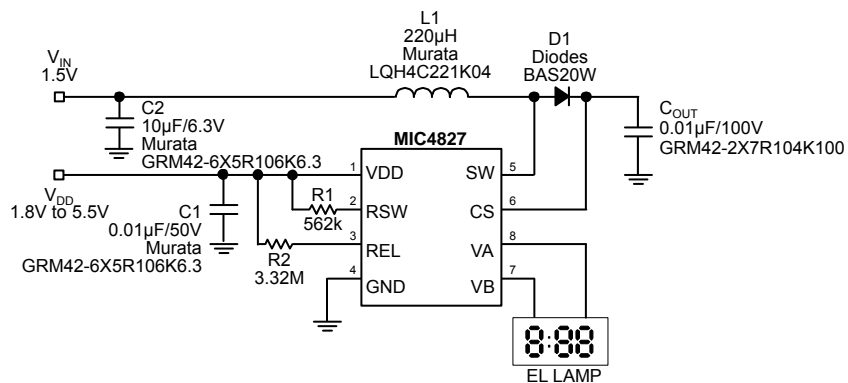 L1
220µH
Murata
LQH4C221K04
D1
Diodes
BAS20W
VIN
1.5V
C2
10µF/6.3V
Murata
GRM42-6X5R106K6.3
COUT
0.01µF/100V
GRM42-2X7R104K100
MIC4827
VDD
1.8V to 5.5V
C1
0.01µF/50V
Murata
GRM42-6X5R106K6.3
R1
562k
R2
3.32M
1 VDD
2 RSW
3 REL
4 GND
SW 5
CS 6
VA 8
VB 7
8:88
EL LAMP